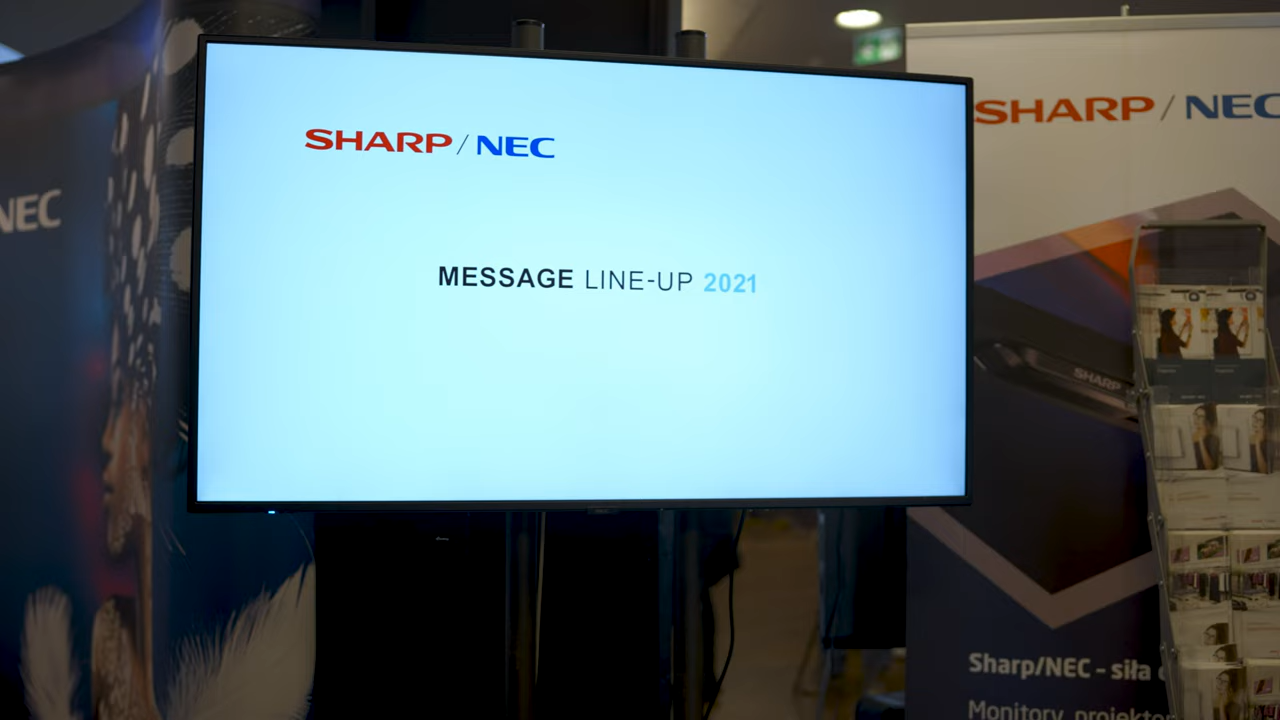 SHARP/NEC
MESSAGE LINE-UP 2021
SHARP/NEC
NEC
SHARP
Sharp/NEC – siła
Monitory, projektor